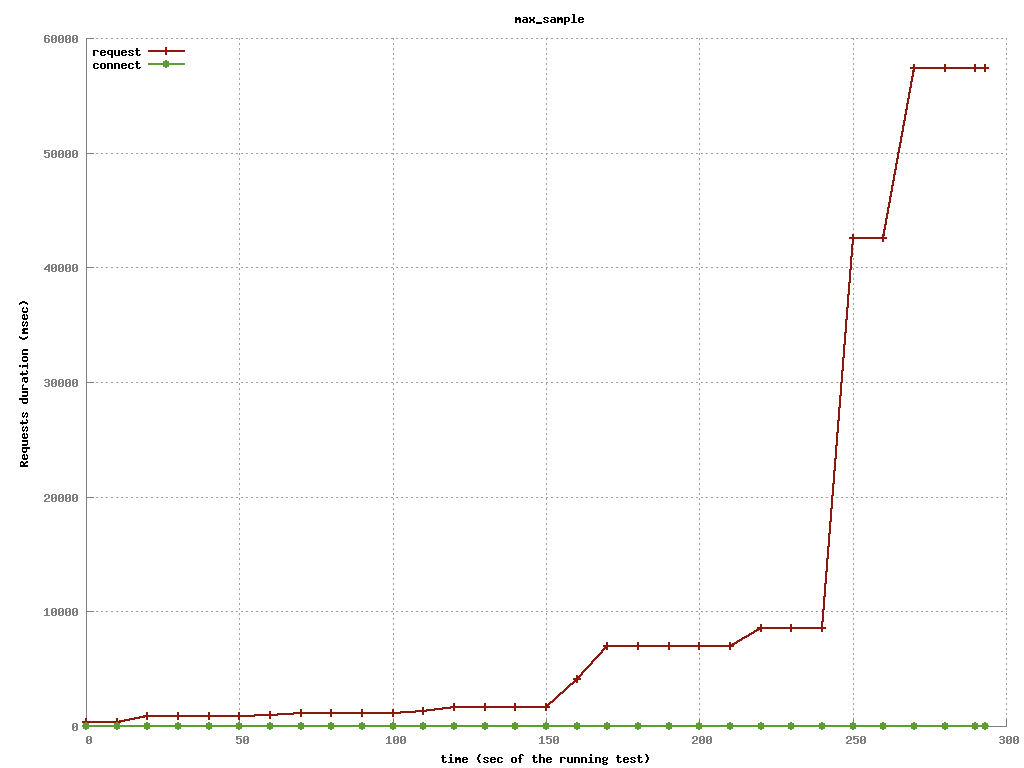 max_sample
60000
request
connect
50000
40000
30000
20000
10000
0
Requests duration (msec)
0 50 100 150 200 250 300
time (sec of the running test)